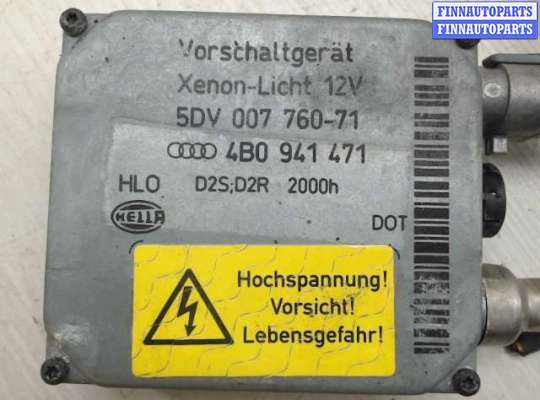 FINNAUTOPARTS
FINNAUTOPARTS
Vorschaltgerät
Xenon-Licht 12V
5DV 007 760-71
4B0 941 471
HLO D2S;D2R 2000h
HELLA
DOT
Hochspannung!
Vorsicht!
Lebensgefahr!